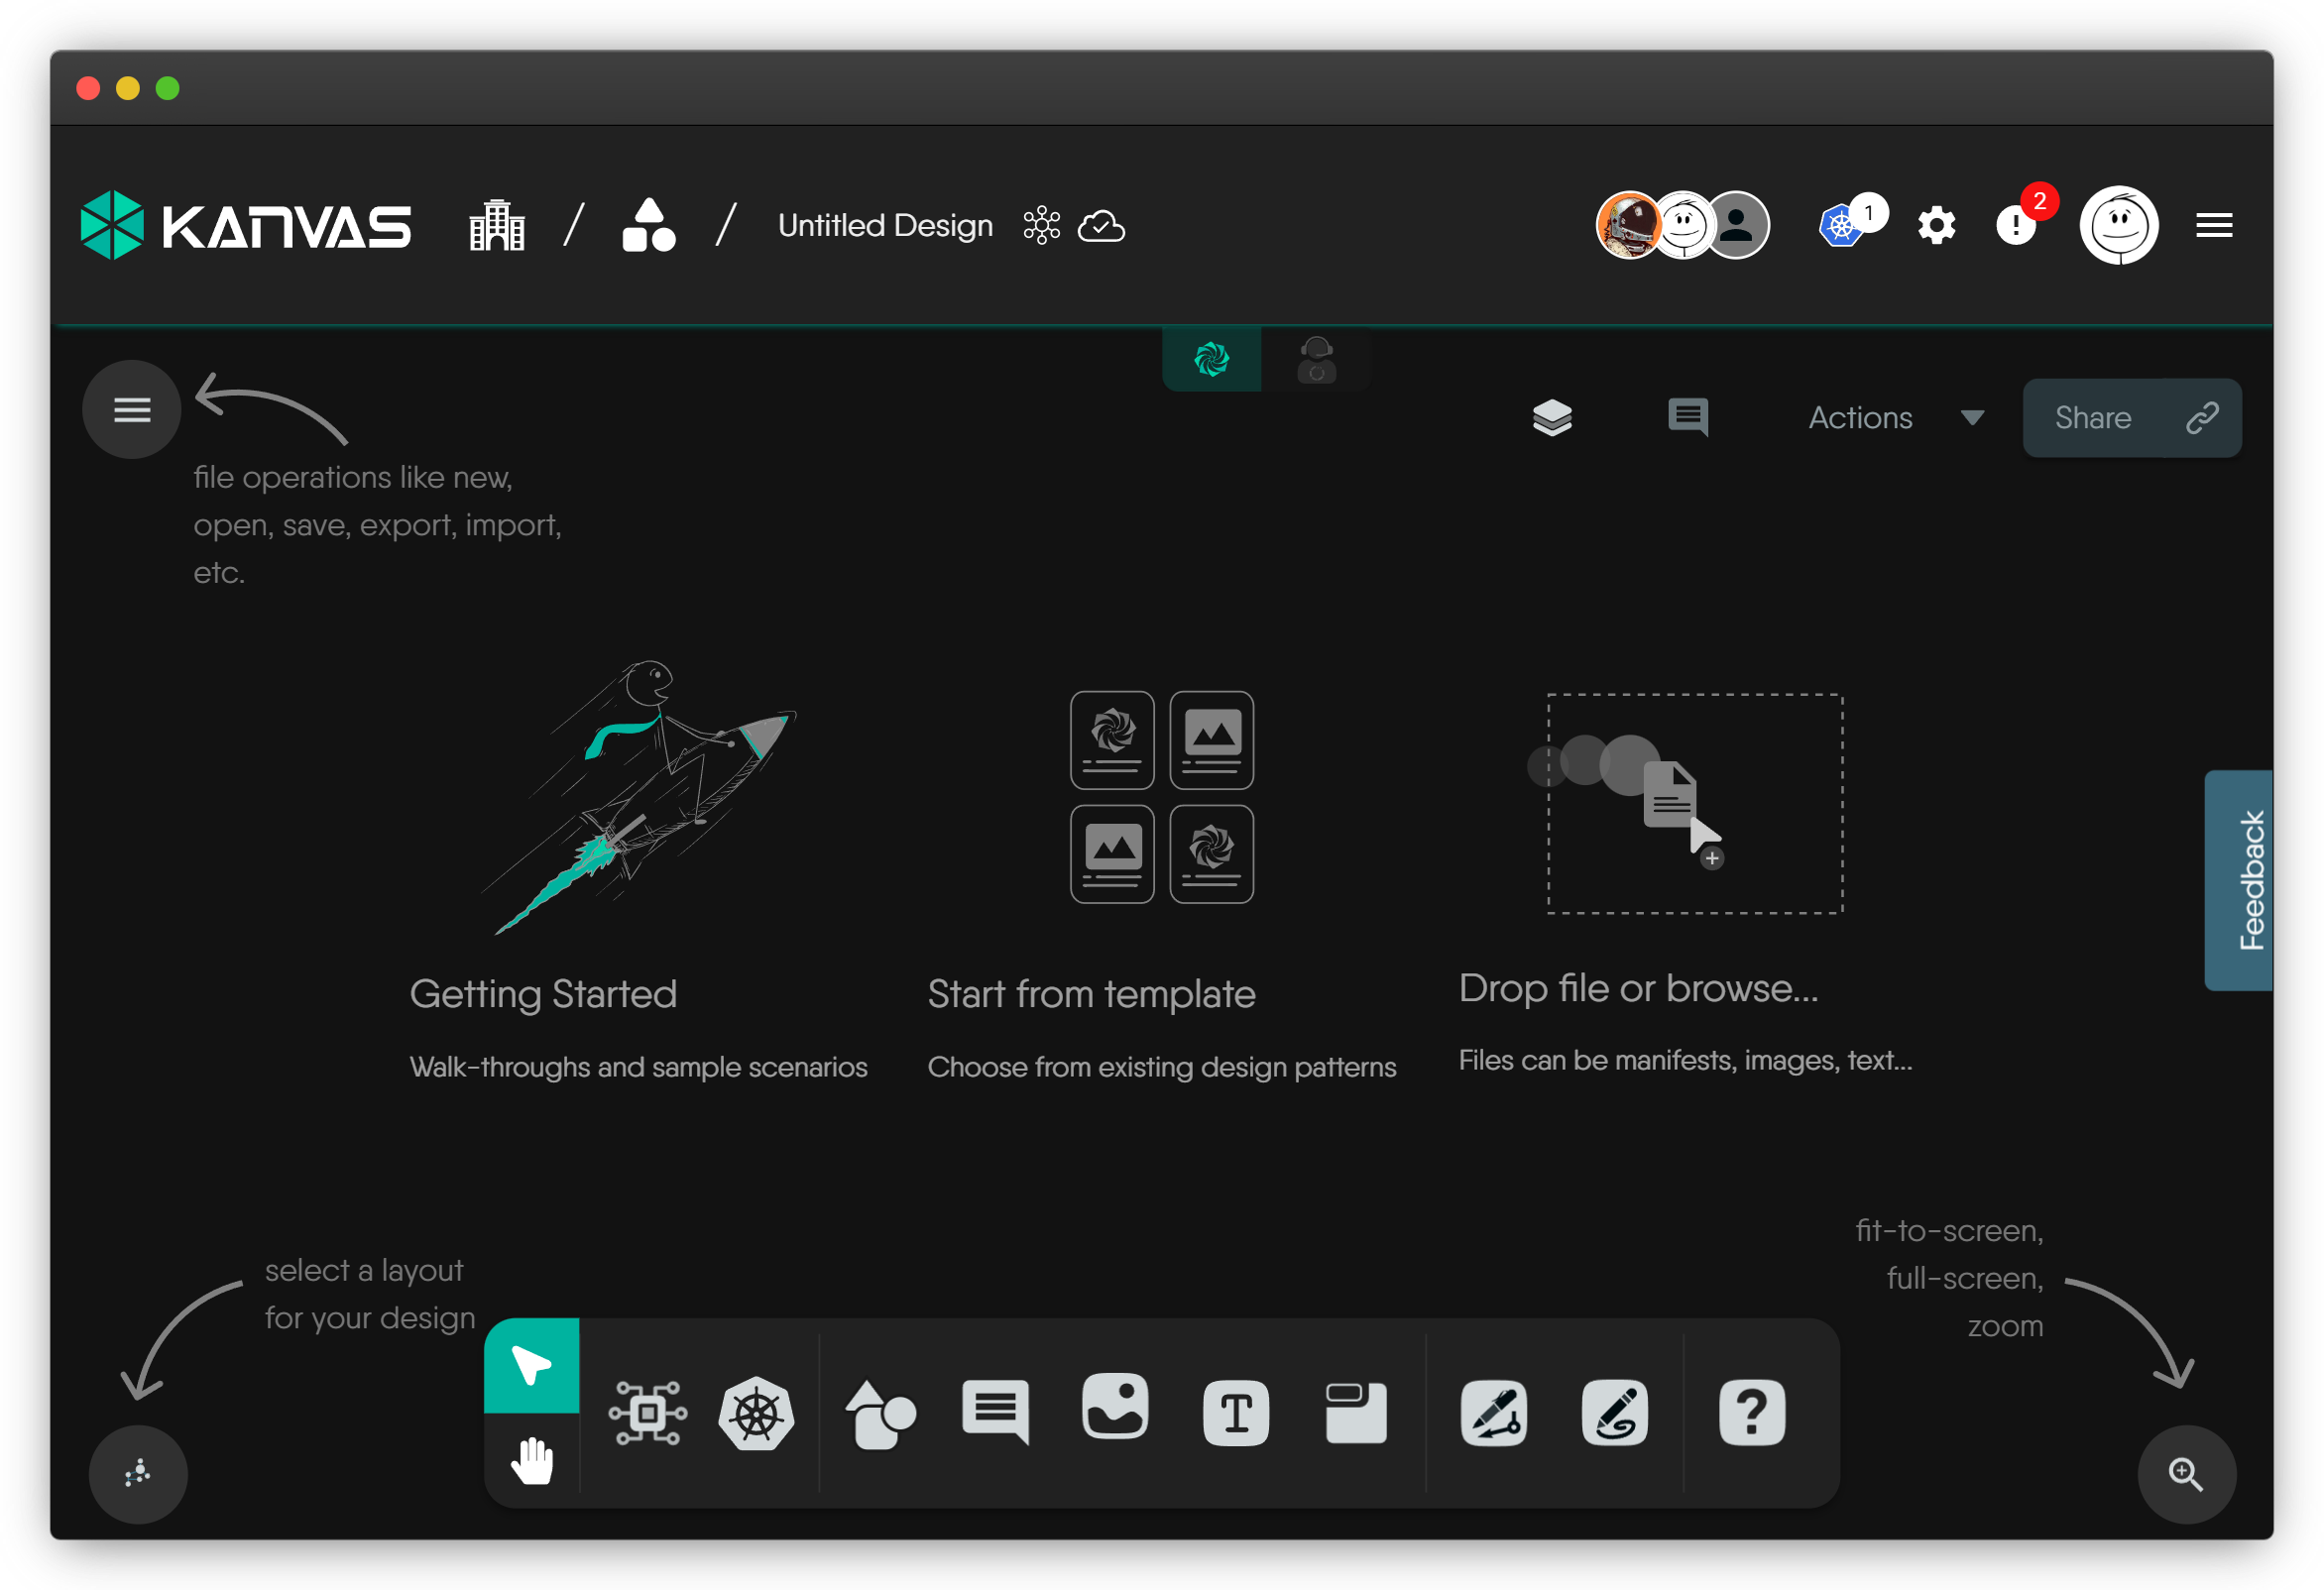 KANVAS
/ / Untitled Design
1
!
2
Actions
Share
file operations like new,
open, save, export, import,
etc.
Getting Started
Walk-throughs and sample scenarios
Start from template
Choose from existing design patterns
Drop file or browse...
Files can be manifests, images, text...
Feedback
select a layout
for your design
fit-to-screen,
full-screen,
zoom
T
?